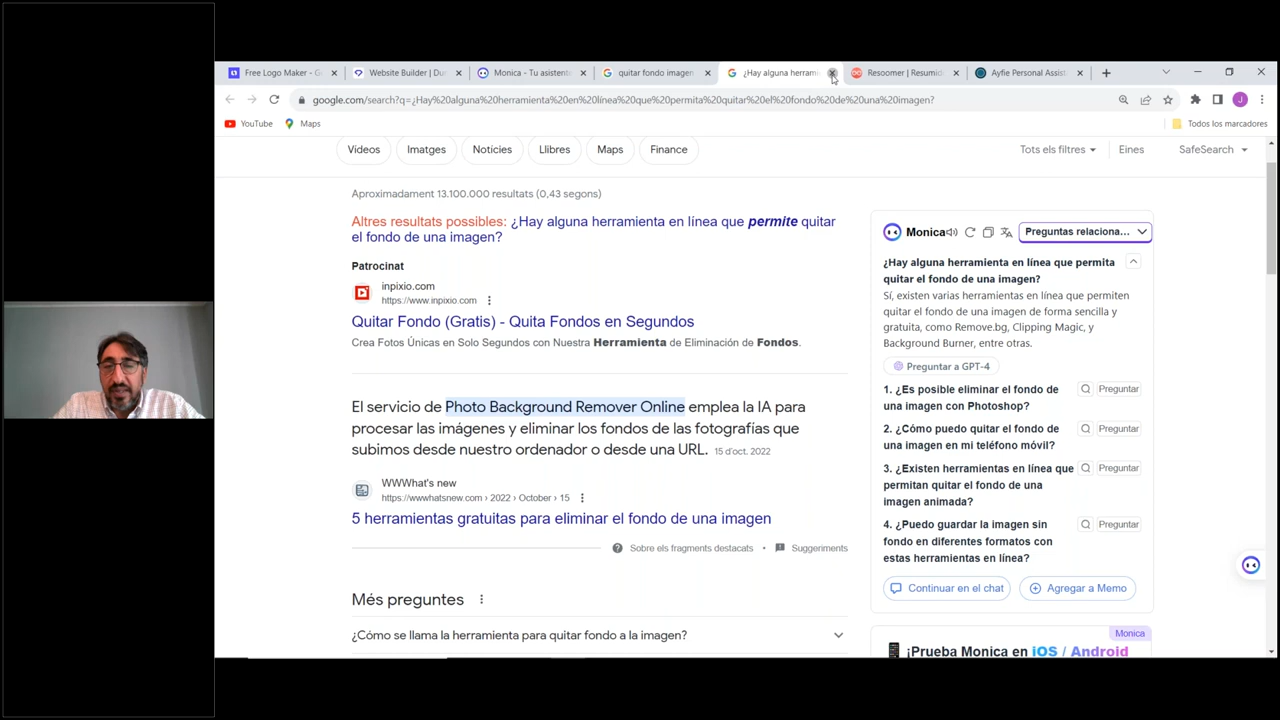 Free Logo Maker - G
Website Builder | Du
Monica - Tu asistent
quitar fondo imagen
¿Hay alguna herrami
Resoomer | Resumid
Ayfie Personal Assis
google.com/search?q=¿Hay%20alguna%20herramienta%20en%20línea%20que%20permita%20quitar%20el%20fondo%20de%20una%20imagen?
J
YouTube
Maps
Todos los marcadores
Vídeos
Imatges
Notícies
Llibres
Maps
Finance
Tots els filtres
Eines
SafeSearch
Aproximadament 13.100.000 resultats (0,43 segons)
Altres resultats possibles: ¿Hay alguna herramienta en línea que permite quitar
el fondo de una imagen?
Patrocinat
inpixio.com
https://www.inpixio.com
Quitar Fondo (Gratis) - Quita Fondos en Segundos
Crea Fotos Únicas en Solo Segundos con Nuestra Herramienta de Eliminación de Fondos.
El servicio de Photo Background Remover Online emplea la IA para
procesar las imágenes y eliminar los fondos de las fotografías que
subimos desde nuestro ordenador o desde una URL. 15 d'oct. 2022
WWWhat's new
https://wwwhatsnew.com › 2022 › October › 15
5 herramientas gratuitas para eliminar el fondo de una imagen
Sobre els fragments destacats • Suggeriments
Més preguntes
¿Cómo se llama la herramienta para quitar fondo a la imagen?
Monica
Preguntas relaciona...
¿Hay alguna herramienta en línea que permita
quitar el fondo de una imagen?
Sí, existen varias herramientas en línea que permiten
quitar el fondo de una imagen de forma sencilla y
gratuita, como Remove.bg, Clipping Magic, y
Background Burner, entre otras.
Preguntar a GPT-4
1. ¿Es posible eliminar el fondo de
una imagen con Photoshop?
Preguntar
2. ¿Cómo puedo quitar el fondo de
una imagen en mi teléfono móvil?
Preguntar
3. ¿Existen herramientas en línea que
permitan quitar el fondo de una
imagen animada?
Preguntar
4. ¿Puedo guardar la imagen sin
fondo en diferentes formatos con
estas herramientas en línea?
Preguntar
Continuar en el chat
Agregar a Memo
Monica
¡Prueba Monica en iOS / Android